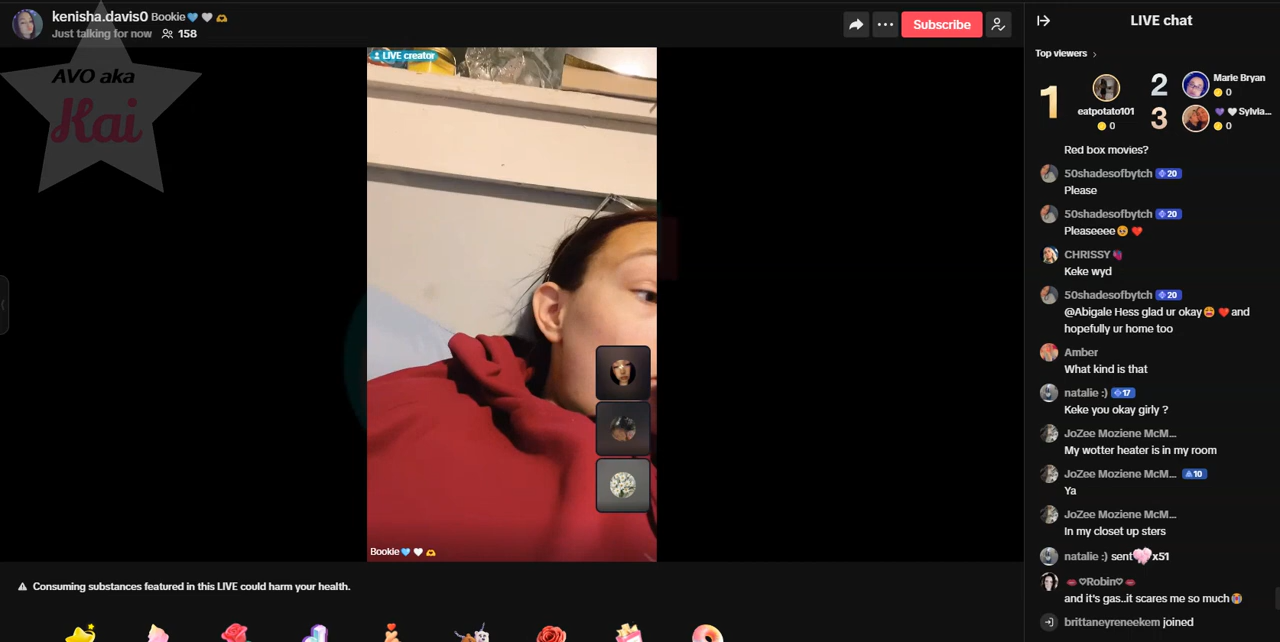 kenisha.davis0 Bookie💙🤍🫶
Just talking for now 158
Subscribe
LIVE chat
AVO aka
Kai
LIVE creator
Top viewers
1
eatpotato101
0
2
Marie Bryan
0
3
💜🤍Sylvia...
0
Red box movies?
50shadesofbytch 20
Please
50shadesofbytch 20
Pleaseeee🥺❤️
CHRISSY
Keke wyd
50shadesofbytch 20
@Abigale Hess glad ur okay🤩❤️and
hopefully ur home too
Amber
What kind is that
natalie :) 17
Keke you okay girly ?
JoZee Moziene McM...
My wotter heater is in my room
JoZee Moziene McM... 10
Ya
JoZee Moziene McM...
In my closet up sters
natalie :) sent x51
🫦♡Robin♡🫦
and it's gas..it scares me so much😭
brittaneyreneekem joined
Bookie💙🤍🫶
Consuming substances featured in this LIVE could harm your health.